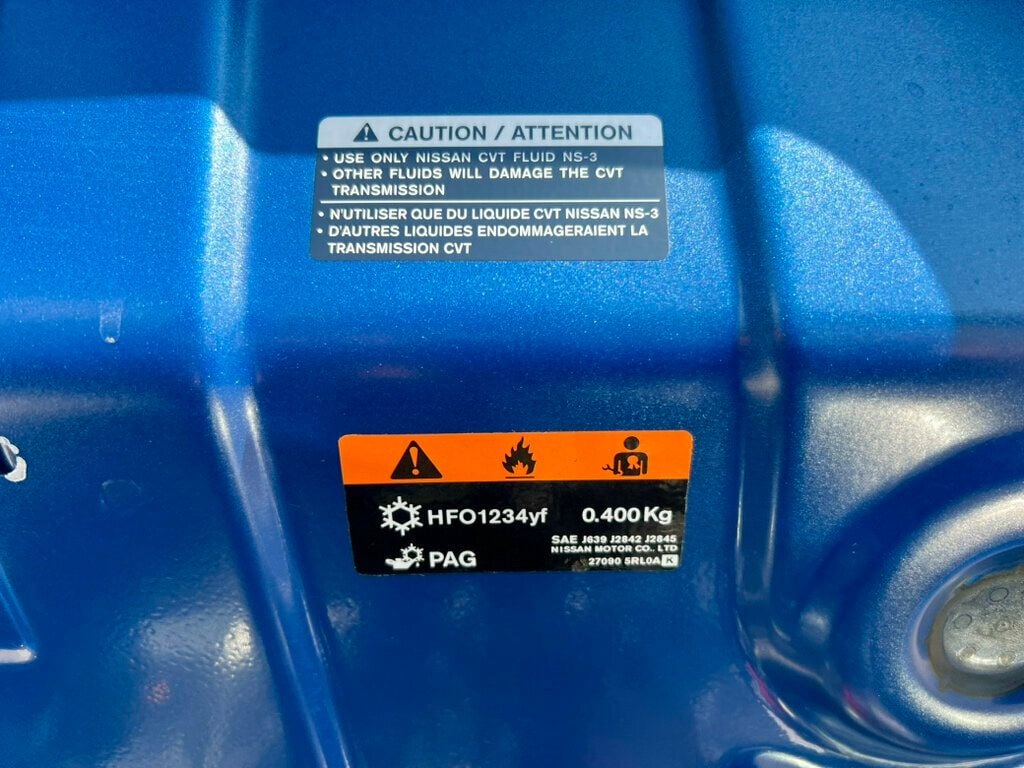 CAUTION / ATTENTION
• USE ONLY NISSAN CVT FLUID NS-3
• OTHER FLUIDS WILL DAMAGE THE CVT
TRANSMISSION
• N'UTILISER QUE DU LIQUIDE CVT NISSAN NS-3
• D'AUTRES LIQUIDES ENDOMMAGERAIENT LA
TRANSMISSION CVT
HFO1234yf 0.400Kg
SAE J639 J2842 J2845
NISSAN MOTOR CO., LTD
PAG
27090 5RL0A K